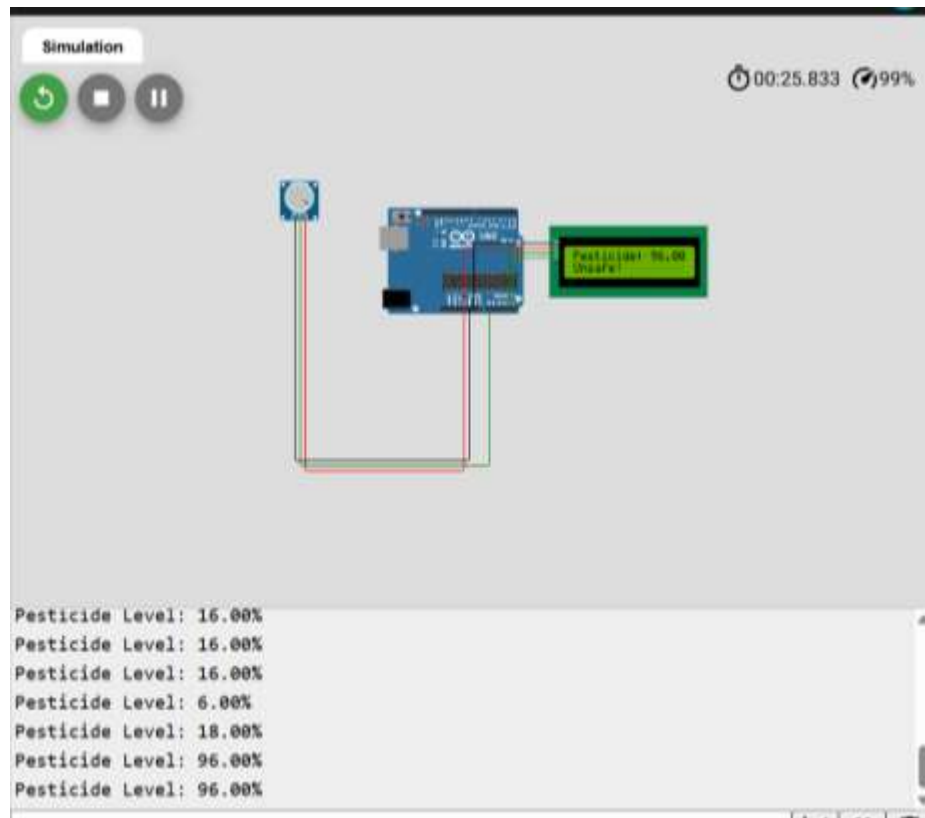 Simulation
00:25.833 99%
UNO
Pesticide: 96.00
Unsafe!
Pesticide Level: 16.00%
Pesticide Level: 16.00%
Pesticide Level: 16.00%
Pesticide Level: 6.00%
Pesticide Level: 18.00%
Pesticide Level: 96.00%
Pesticide Level: 96.00%